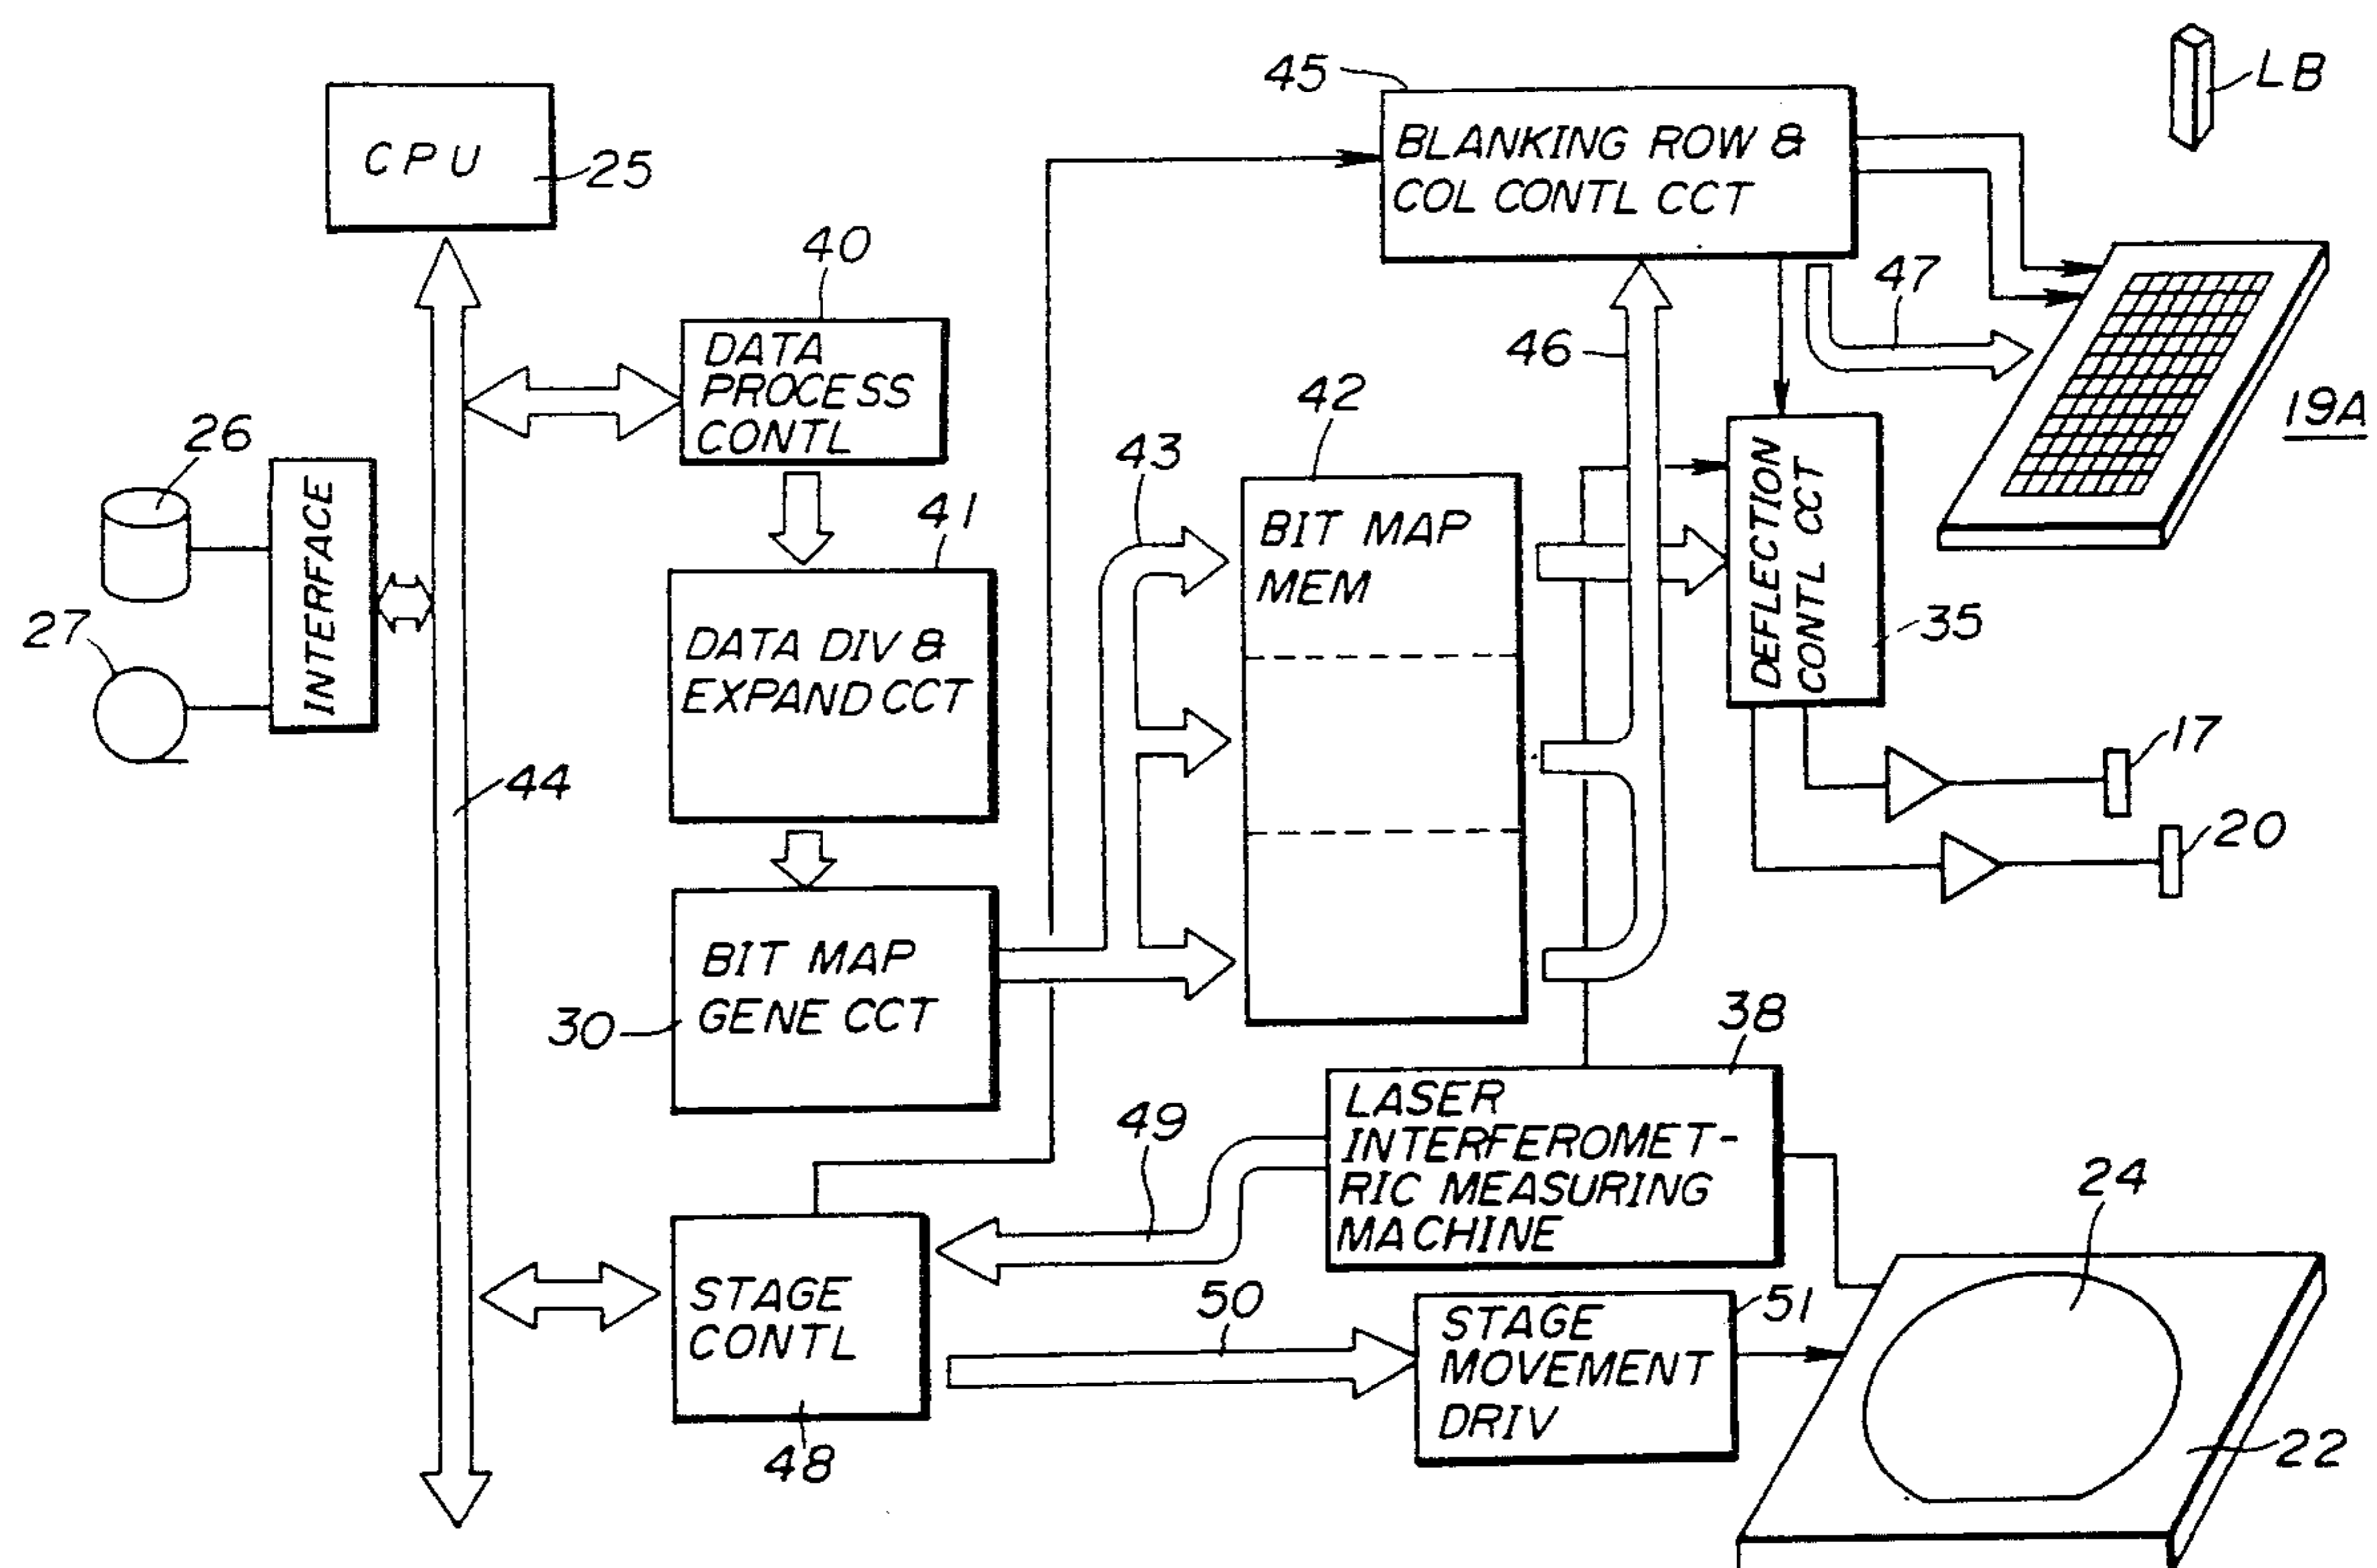 LB
45
BLANKING ROW &
COL CONTL CCT
CPU
25
40
DATA
PROCESS
CONTL
47
46
19A
26
INTERFACE
27
43
42
BIT MAP
MEM
DEFLECTION
CONTL CCT
35
41
DATA DIV &
EXPAND CCT
44
17
20
BIT MAP
GENE CCT
30
38
LASER
INTERFEROMET-
RIC MEASURING
MACHINE
49
24
STAGE
CONTL
48
50
STAGE
MOVEMENT
DRIV
51
22